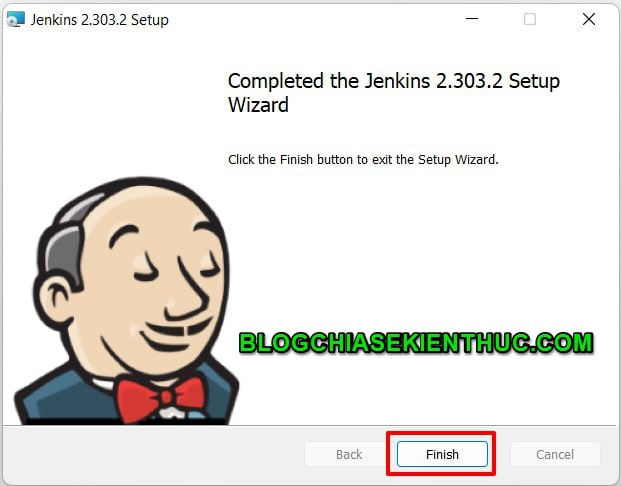 Jenkins 2.303.2 Setup
Completed the Jenkins 2.303.2 Setup
Wizard
Click the Finish button to exit the Setup Wizard.
BLOGCHIASEKIENTHUC.COM
Back
Finish
Cancel